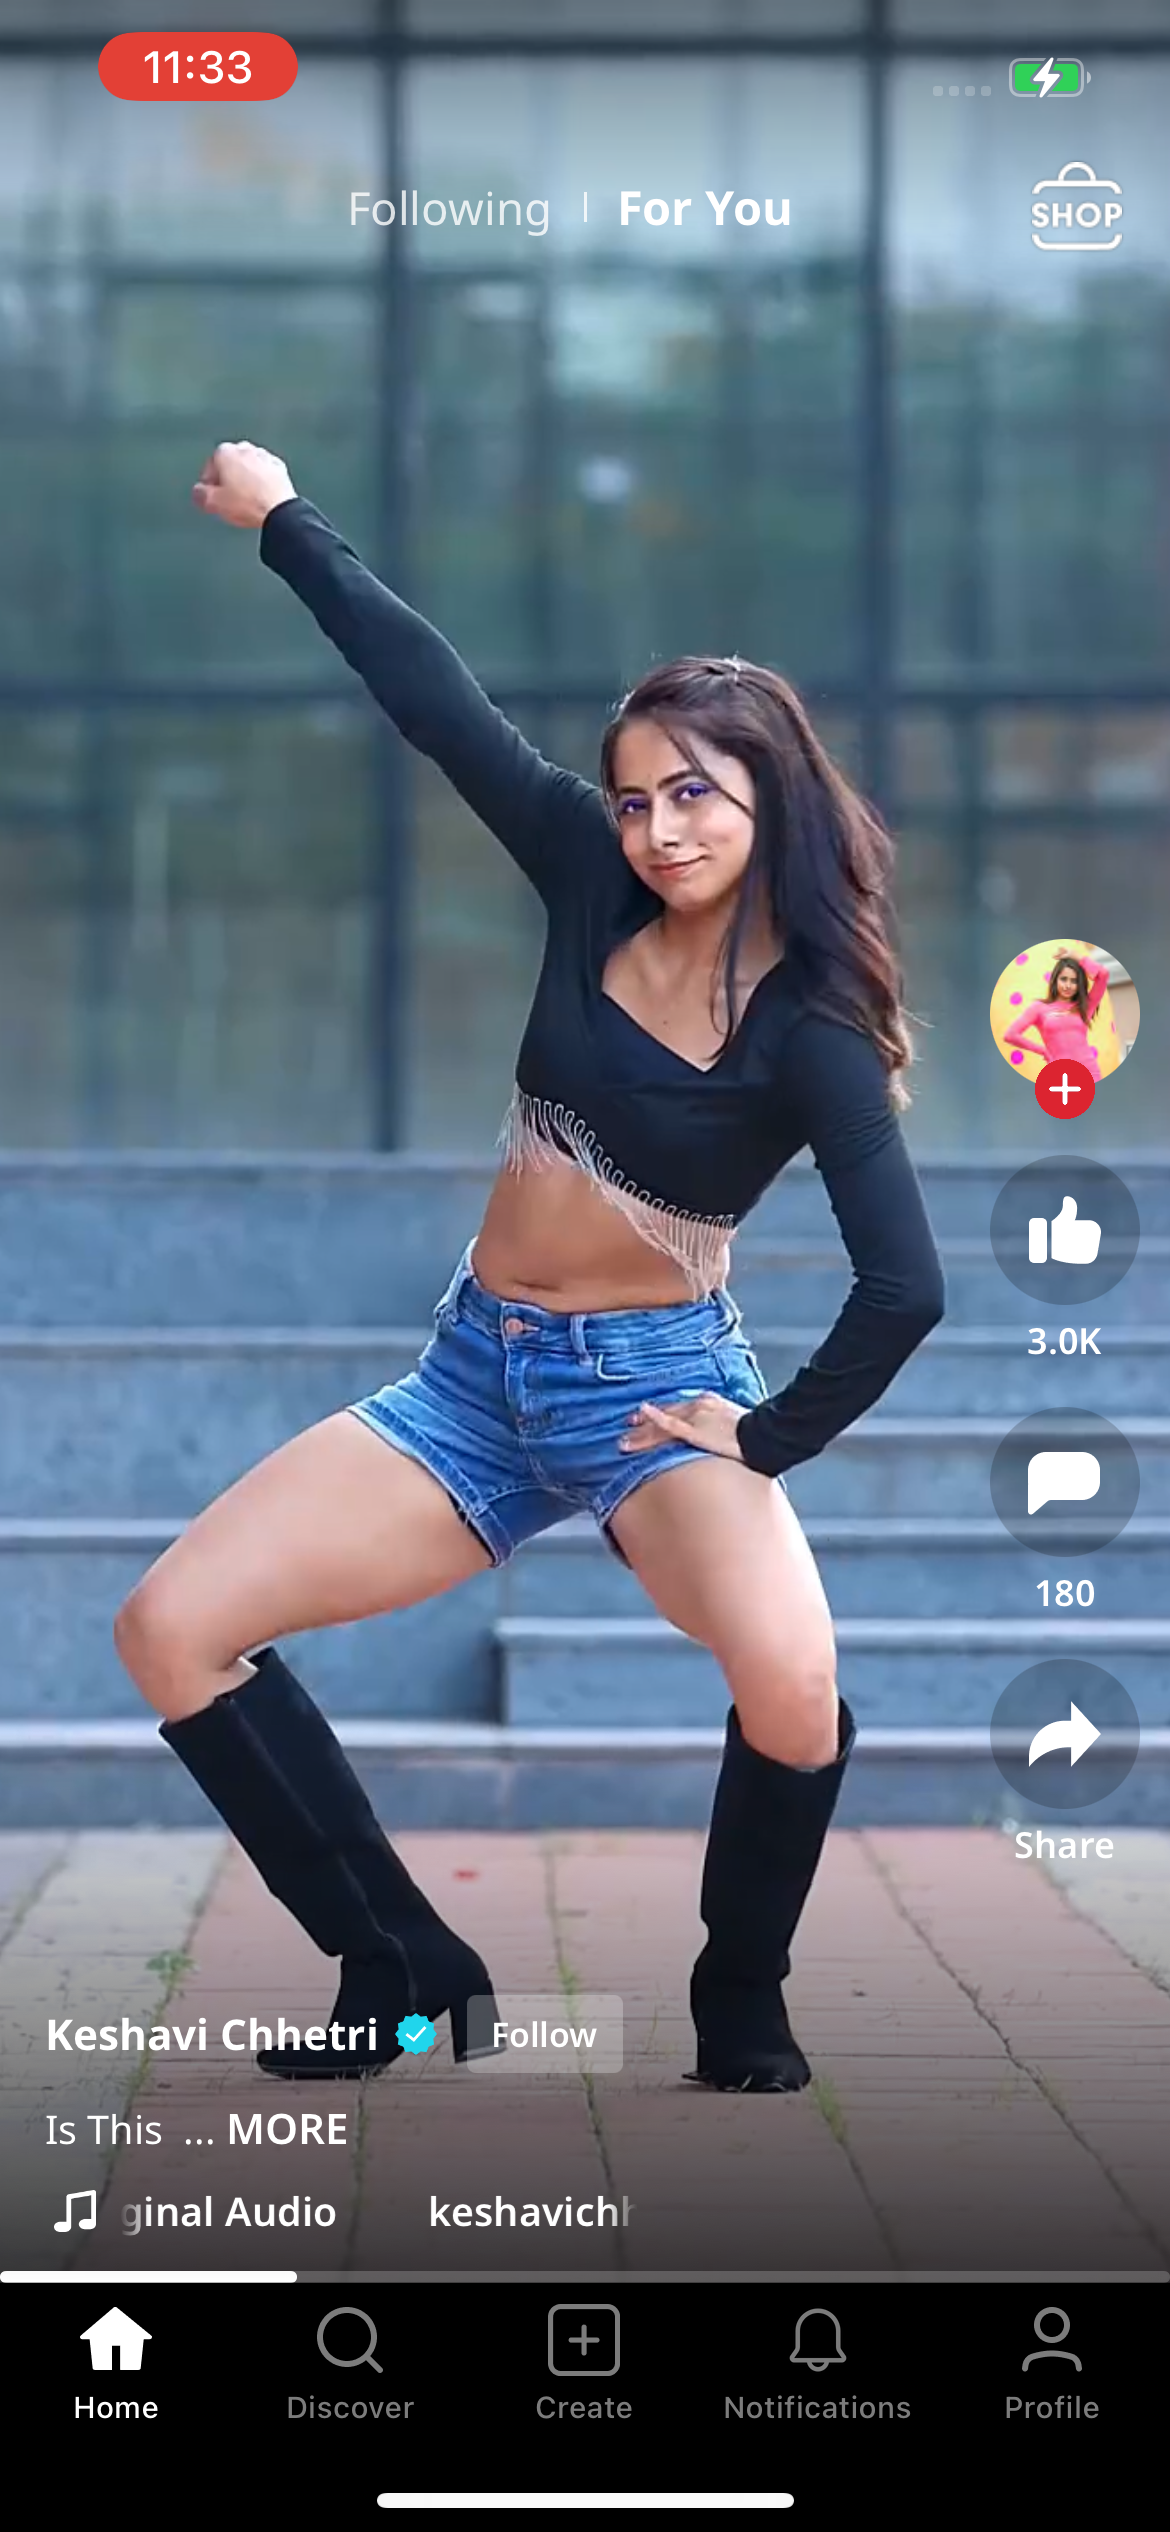 11:33
Following | For You
SHOP
3.0K
180
Share
Keshavi Chhetri
Follow
Is This ... MORE
ginal Audio keshavichh
Home
Discover
Create
Notifications
Profile